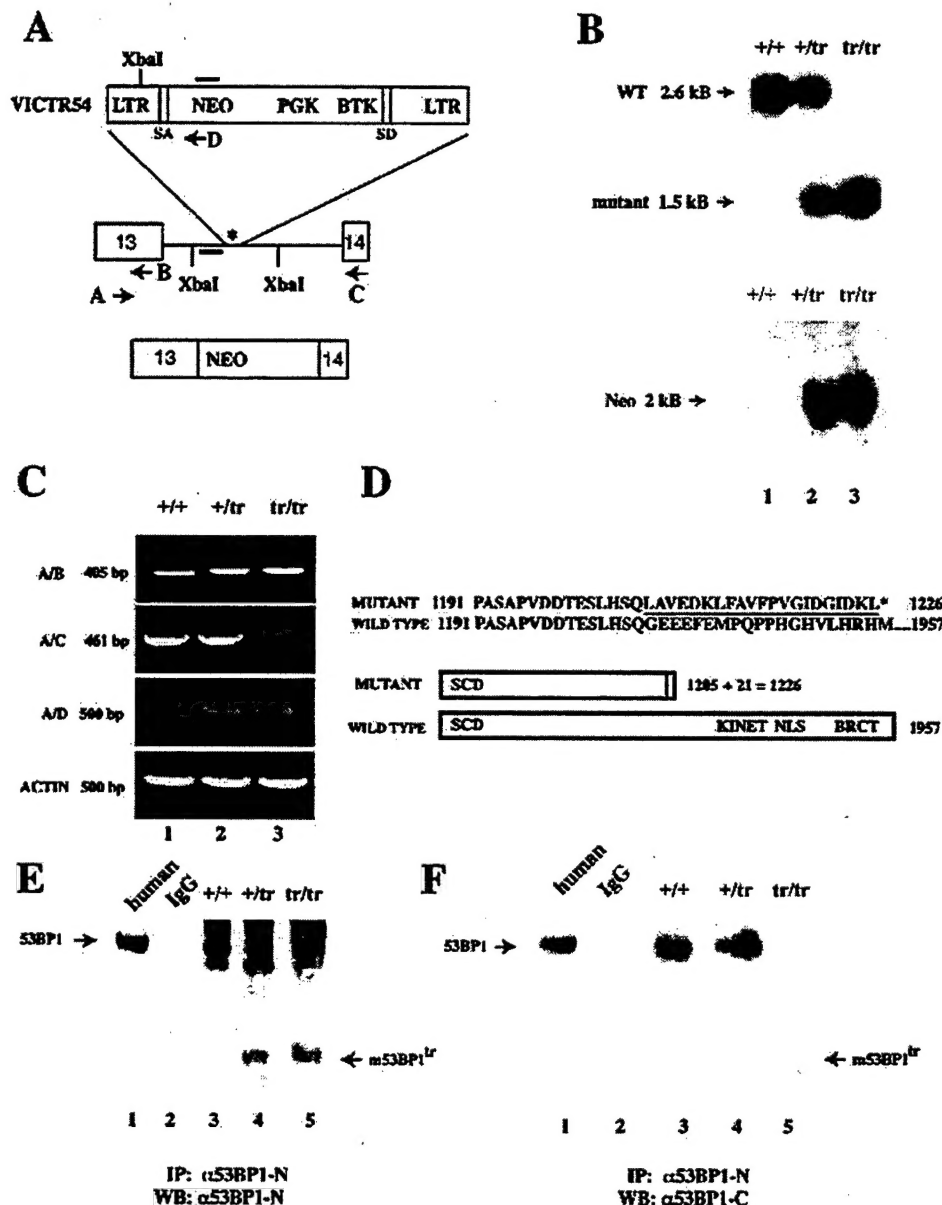 A
XbaI
VICTR54 LTR NEO PGK BTK LTR
SA ←D SD
13 * 14
←B XbaI XbaI ←
A → C
13 NEO 14
B
+/+ +/tr tr/tr
WT 2.6 kB →
mutant 1.5 kB →
+/+ +/tr tr/tr
Neo 2 kB →
1 2 3
C
+/+ +/tr tr/tr
A/B 405 bp
A/C 461 bp
A/D 500 bp
ACTIN 500 bp
1 2 3
D
MUTANT 1191 PASAPVDDTESLHSQLAVEDKLFAVFPVGIDGIDKL* 1226
WILD TYPE 1191 PASAPVDDTESLHSQGEEEFEMPQPPHGHVLHRHM....1957
MUTANT SCD 1205 + 21 = 1226
WILD TYPE SCD KINET NLS BRCT 1957
E
human IgG +/+ +/tr tr/tr
53BP1 →
← m53BP1tr
1 2 3 4 5
IP: α53BP1-N
WB: α53BP1-N
F
human IgG +/+ +/tr tr/tr
53BP1 →
← m53BP1tr
1 2 3 4 5
IP: α53BP1-N
WB: α53BP1-C